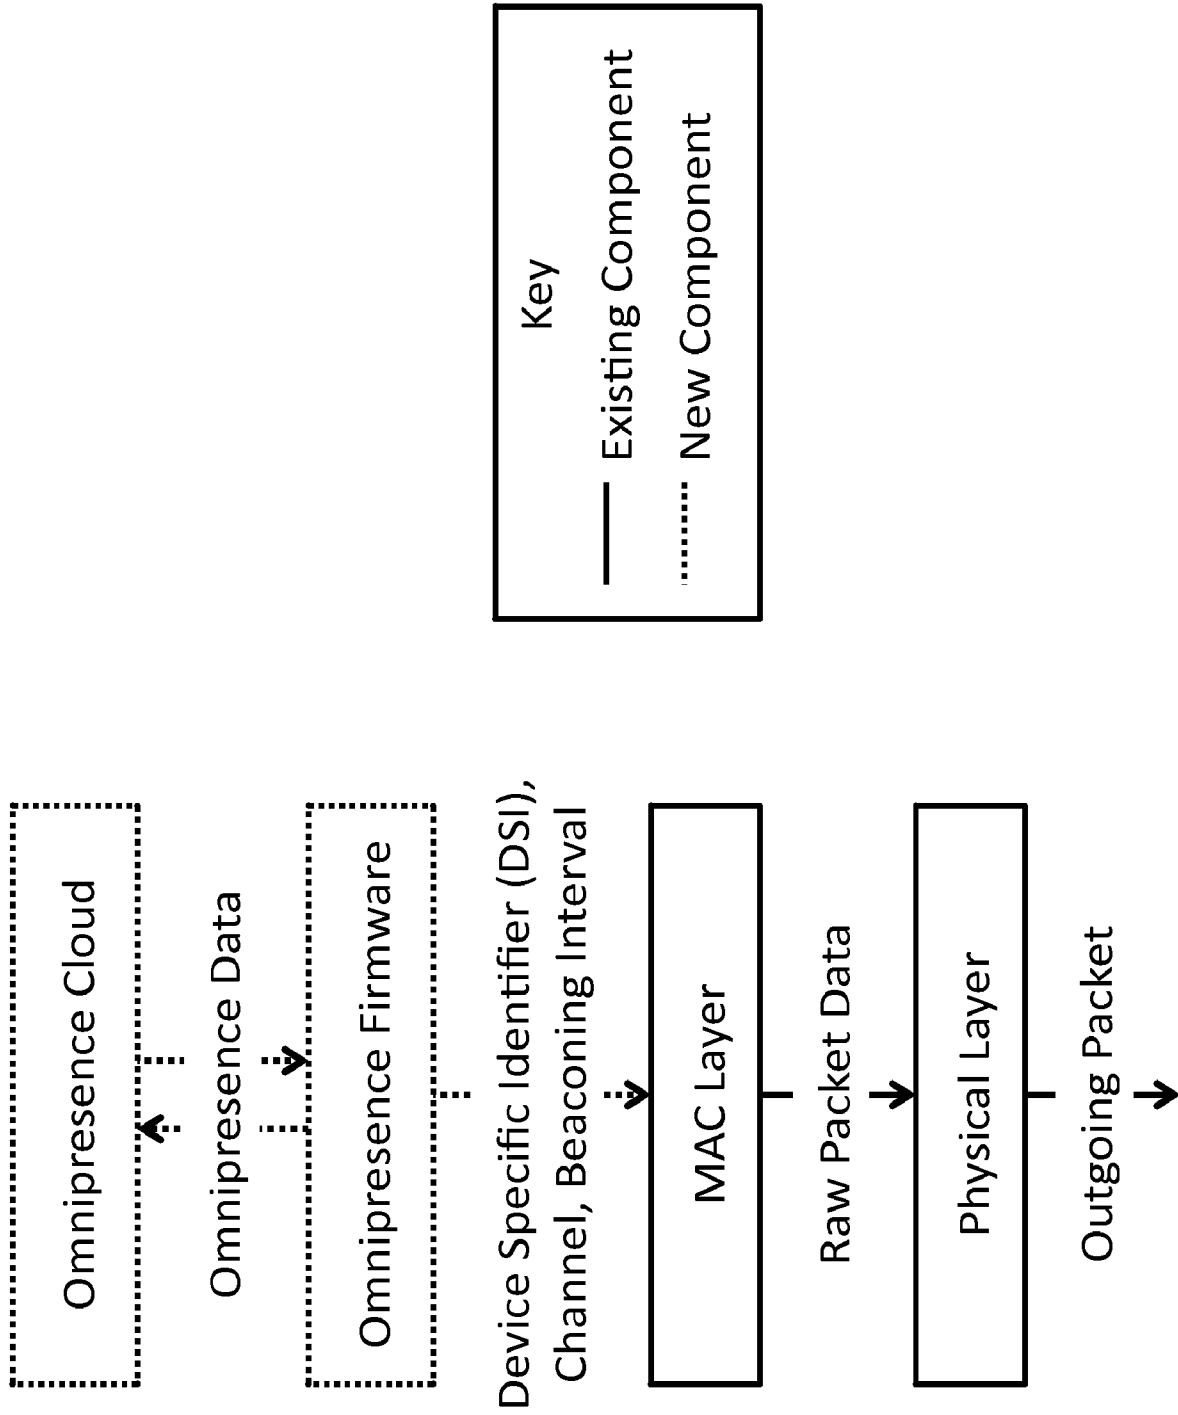 Omnipresence Cloud
Omnipresence Data
Omnipresence Firmware
Device Specific Identifier (DSI),
Channel, Beaconing Interval
MAC Layer
Raw Packet Data
Physical Layer
Outgoing Packet
Key
Existing Component
New Component